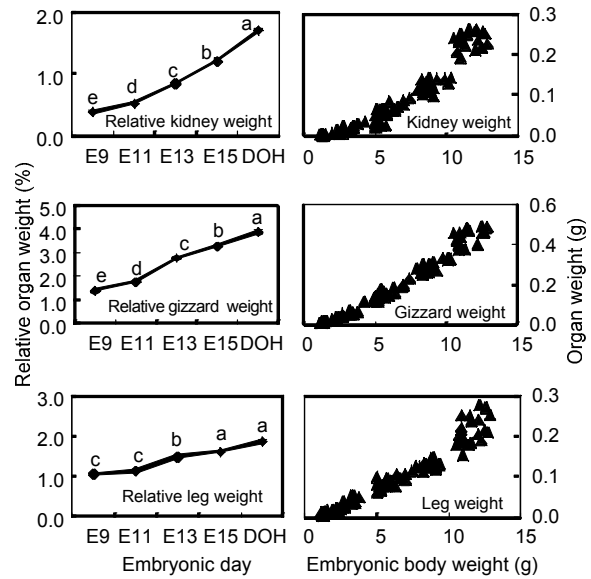 2.0
1.0
0.0
a
b
c
d
e
Relative kidney weight
E9 E11 E13 E15 DOH
0.3
0.2
0.1
0.0
Kidney weight
0 5 10 15
Relative organ weight (%)
5.0
4.0
3.0
2.0
1.0
0.0
a
b
c
d
e
Relative gizzard weight
E9 E11 E13 E15 DOH
0.6
0.4
0.2
0.0
Gizzard weight
0 5 10 15
Organ weight (g)
3.0
2.0
1.0
0.0
c
c
b
a
a
Relative leg weight
E9 E11 E13 E15 DOH
Embryonic day
0.3
0.2
0.1
0.0
Leg weight
0 5 10 15
Embryonic body weight (g)